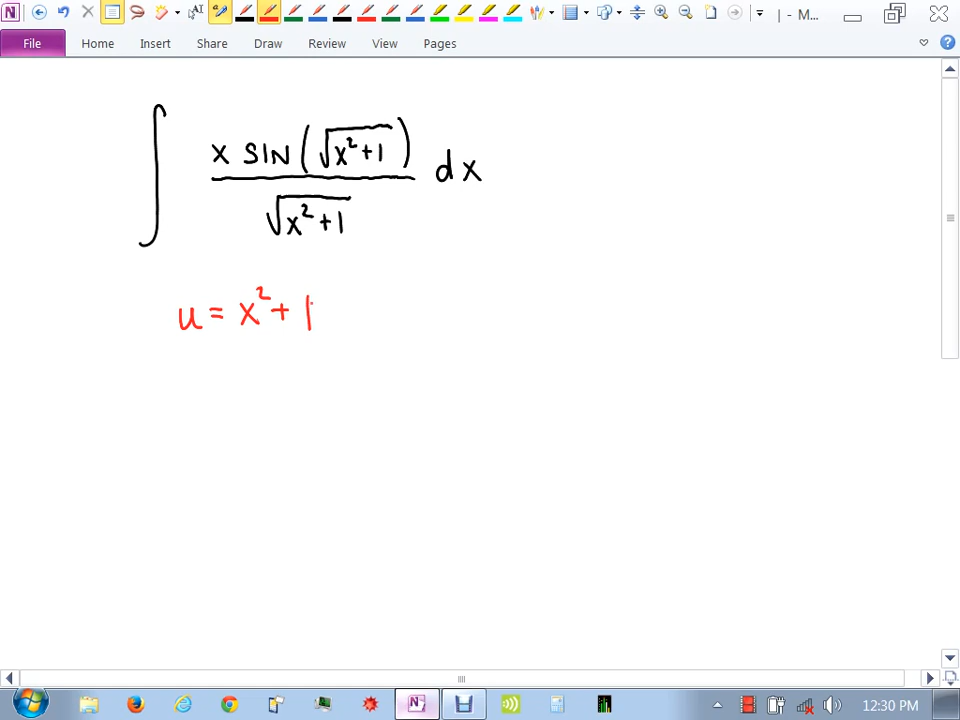 | - M...
File Home Insert Share Draw Review View Pages
∫ x SIN(√(x²+1)) / √(x²+1) dx
u = x² + 1
12:30 PM